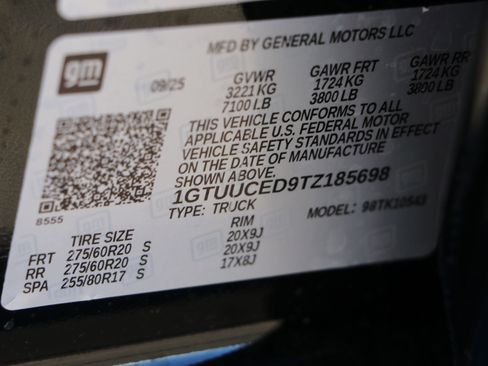 MFD BY GENERAL MOTORS LLC
gm
09/25 GVWR GAWR FRT GAWR RR
3221 KG 1724 KG 1724 KG
7100 LB 3800 LB 3800 LB
THIS VEHICLE CONFORMS TO ALL
APPLICABLE U.S. FEDERAL MOTOR
VEHICLE SAFETY STANDARDS IN EFFECT
ON THE DATE OF MANUFACTURE
SHOWN ABOVE.
1GTUUCED9TZ185698
8555
TYPE: TRUCK MODEL: 98TK10543
TIRE SIZE RIM
FRT 275/60R20 S 20X9J
RR 275/60R20 S 20X9J
SPA 255/80R17 S 17X8J